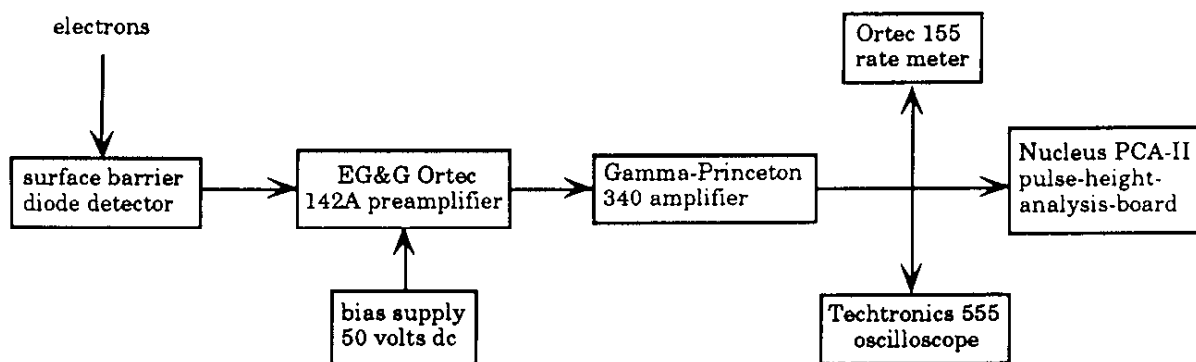 electrons
Ortec 155
rate meter
surface barrier
diode detector
EG&G Ortec
142A preamplifier
Gamma-Princeton
340 amplifier
Nucleus PCA-II
pulse-height-
analysis-board
bias supply
50 volts dc
Techtronics 555
oscilloscope